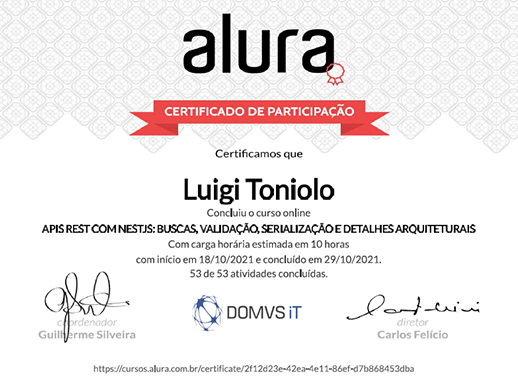 alura
CERTIFICADO DE PARTICIPAÇÃO
Certificamos que
Luigi Toniolo
Concluiu o curso online
APIS REST COM NESTJS: BUSCAS, VALIDAÇÃO, SERIALIZAÇÃO E DETALHES ARQUITETURAIS
Com carga horária estimada em 10 horas
com início em 18/10/2021 e concluído em 29/10/2021.
53 de 53 atividades concluídas.
coordenador
Guilherme Silveira
DOMVS iT
diretor
Carlos Felício
https://cursos.alura.com.br/certificate/2f12d23e-42ea-4e11-86ef-d7b868453dba